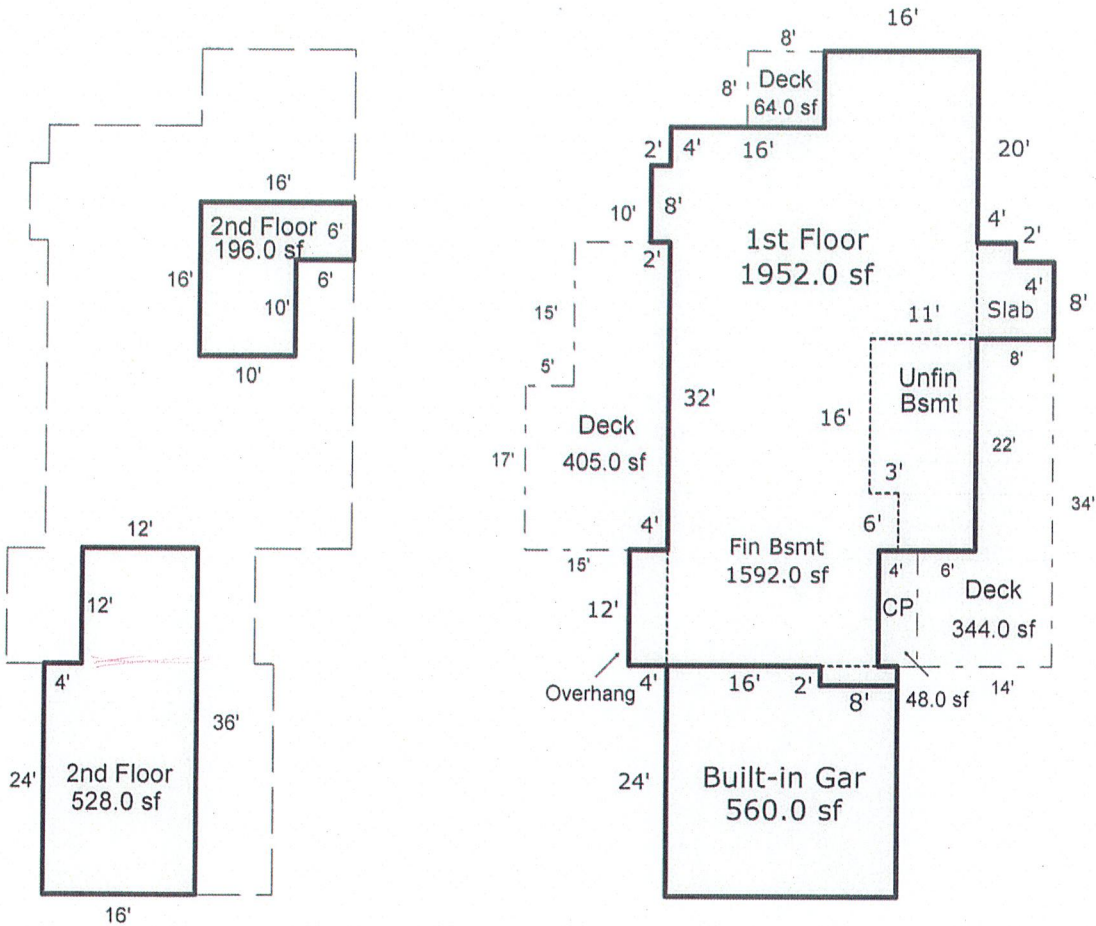 16'
2nd Floor
196.0 sf
6'
6'
16'
10'
10'
12'
12'
4'
36'
24'
2nd Floor
528.0 sf
16'
16'
8'
8'
Deck
64.0 sf
2'
4'
16'
20'
10'
8'
1st Floor
1952.0 sf
4'
2'
2'
4'
8'
Slab
15'
11'
8'
5'
Unfin
Bsmt
32'
16'
22'
Deck
405.0 sf
17'
3'
34'
4'
6'
Fin Bsmt
1592.0 sf
15'
4'
6'
Deck
344.0 sf
12'
CP
Overhang
4'
16'
2'
8'
48.0 sf
14'
24'
Built-in Gar
560.0 sf